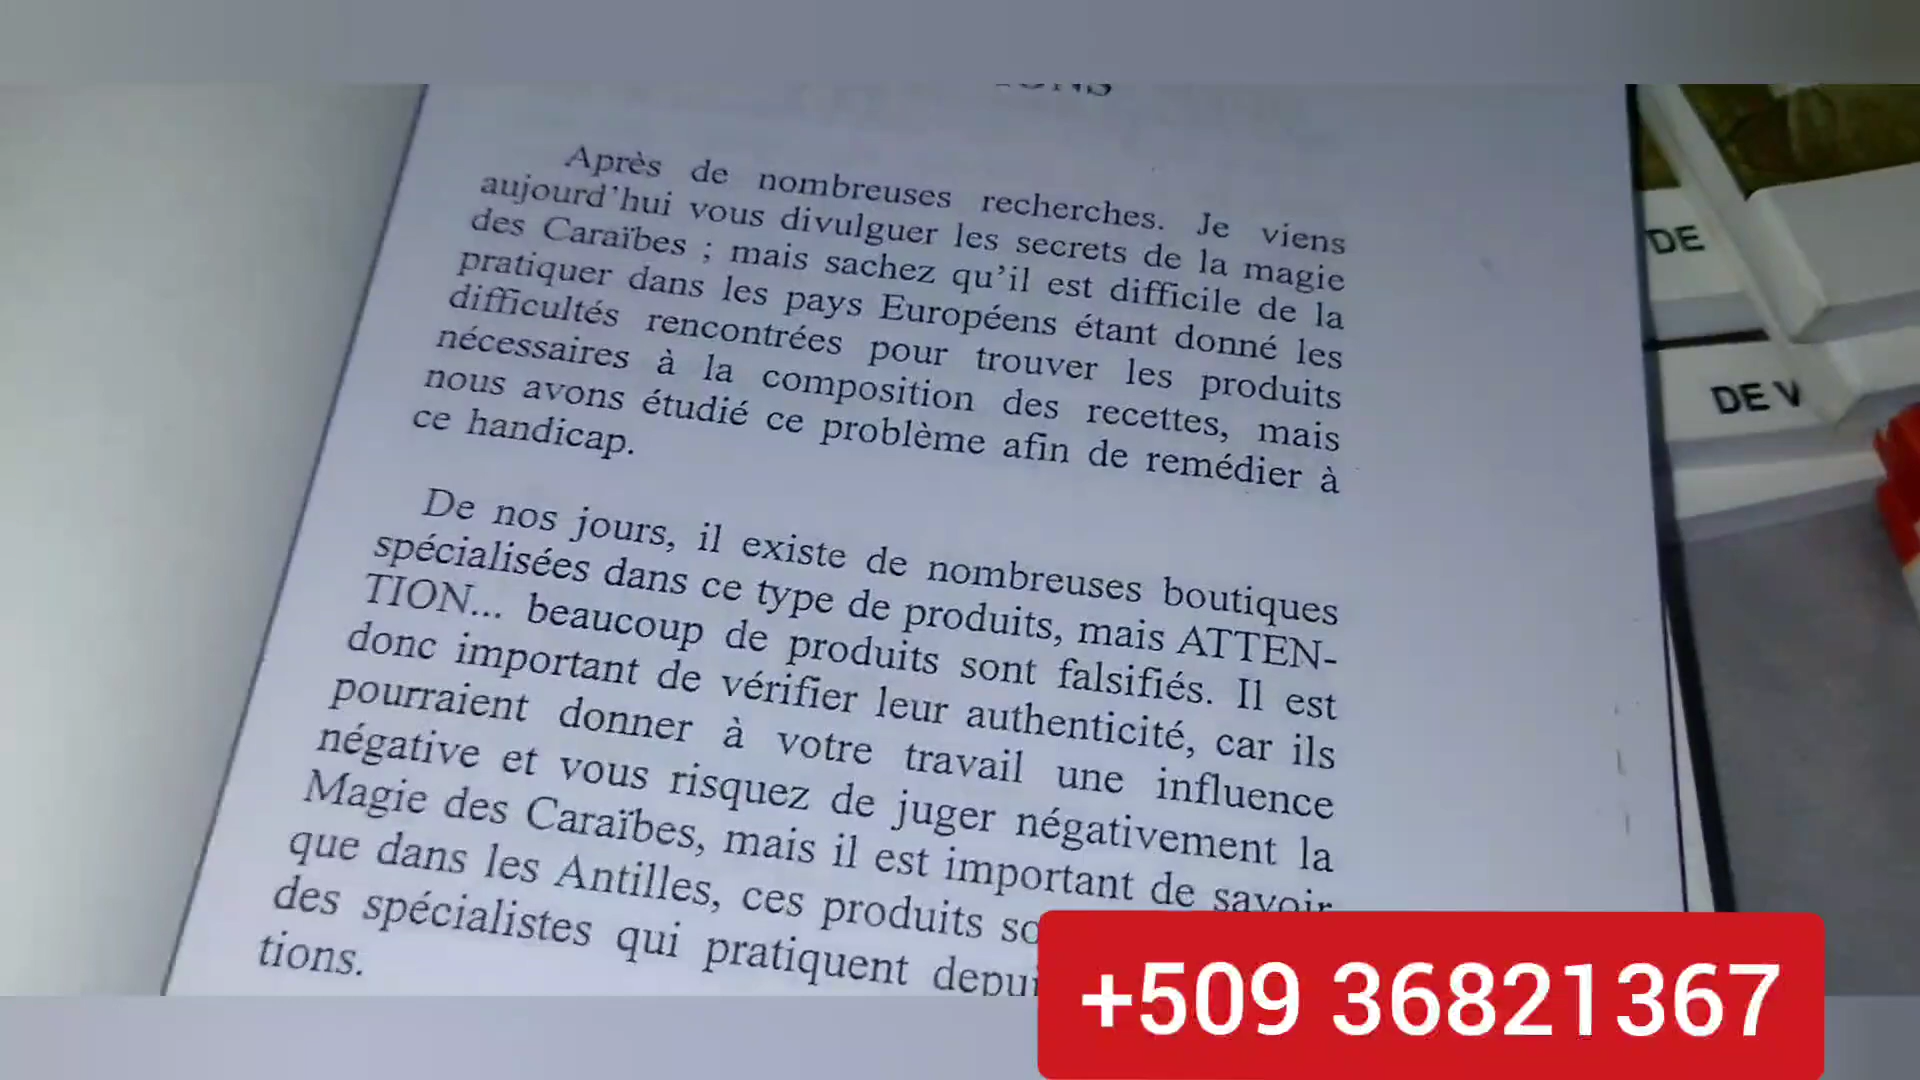 Après de nombreuses recherches. Je viens
aujourd'hui vous divulguer les secrets de la magie
des Caraïbes ; mais sachez qu'il est difficile de la
pratiquer dans les pays Européens étant donné les
difficultés rencontrées pour trouver les produits
nécessaires à la composition des recettes, mais
nous avons étudié ce problème afin de remédier à
ce handicap.
De nos jours, il existe de nombreuses boutiques
spécialisées dans ce type de produits, mais ATTEN-
TION... beaucoup de produits sont falsifiés. Il est
donc important de vérifier leur authenticité, car ils
pourraient donner à votre travail une influence
négative et vous risquez de juger négativement la
Magie des Caraïbes, mais il est important de savoir
que dans les Antilles, ces produits
des spécialistes qui pratiquent
tions.
DE
DE V
+509 36821367